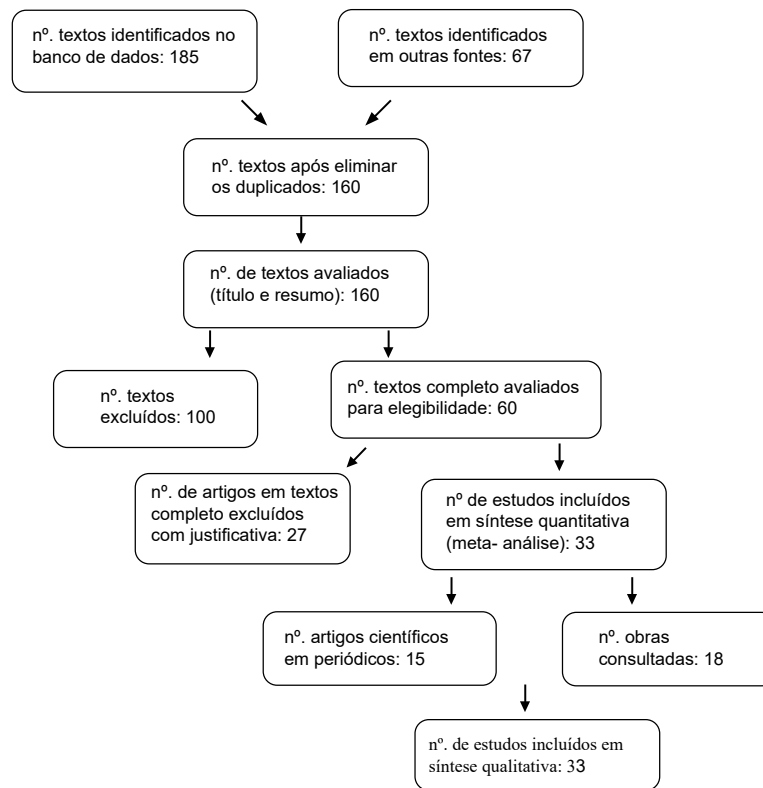 nº. textos identificados no
banco de dados: 185
nº. textos identificados
em outras fontes: 67
nº. textos após eliminar
os duplicados: 160
nº. de textos avaliados
(título e resumo): 160
nº. textos
excluídos: 100
nº. textos completo avaliados
para elegibilidade: 60
nº. de artigos em textos
completo excluídos
com justificativa: 27
nº de estudos incluídos
em síntese quantitativa
(meta- análise): 33
nº. artigos científicos
em periódicos: 15
nº. obras
consultadas: 18
nº. de estudos incluídos em
síntese qualitativa: 33